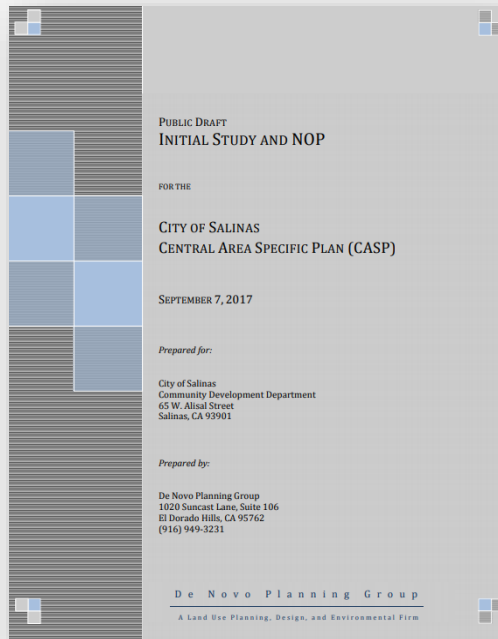 PUBLIC DRAFT
INITIAL STUDY AND NOP
FOR THE
CITY OF SALINAS
CENTRAL AREA SPECIFIC PLAN (CASP)
SEPTEMBER 7, 2017
Prepared for:
City of Salinas
Community Development Department
65 W. Alisal Street
Salinas, CA 93901
Prepared by:
De Novo Planning Group
1020 Suncast Lane, Suite 106
El Dorado Hills, CA 95762
(916) 949-3231
De Novo Planning Group
A Land Use Planning, Design, and Environmental Firm